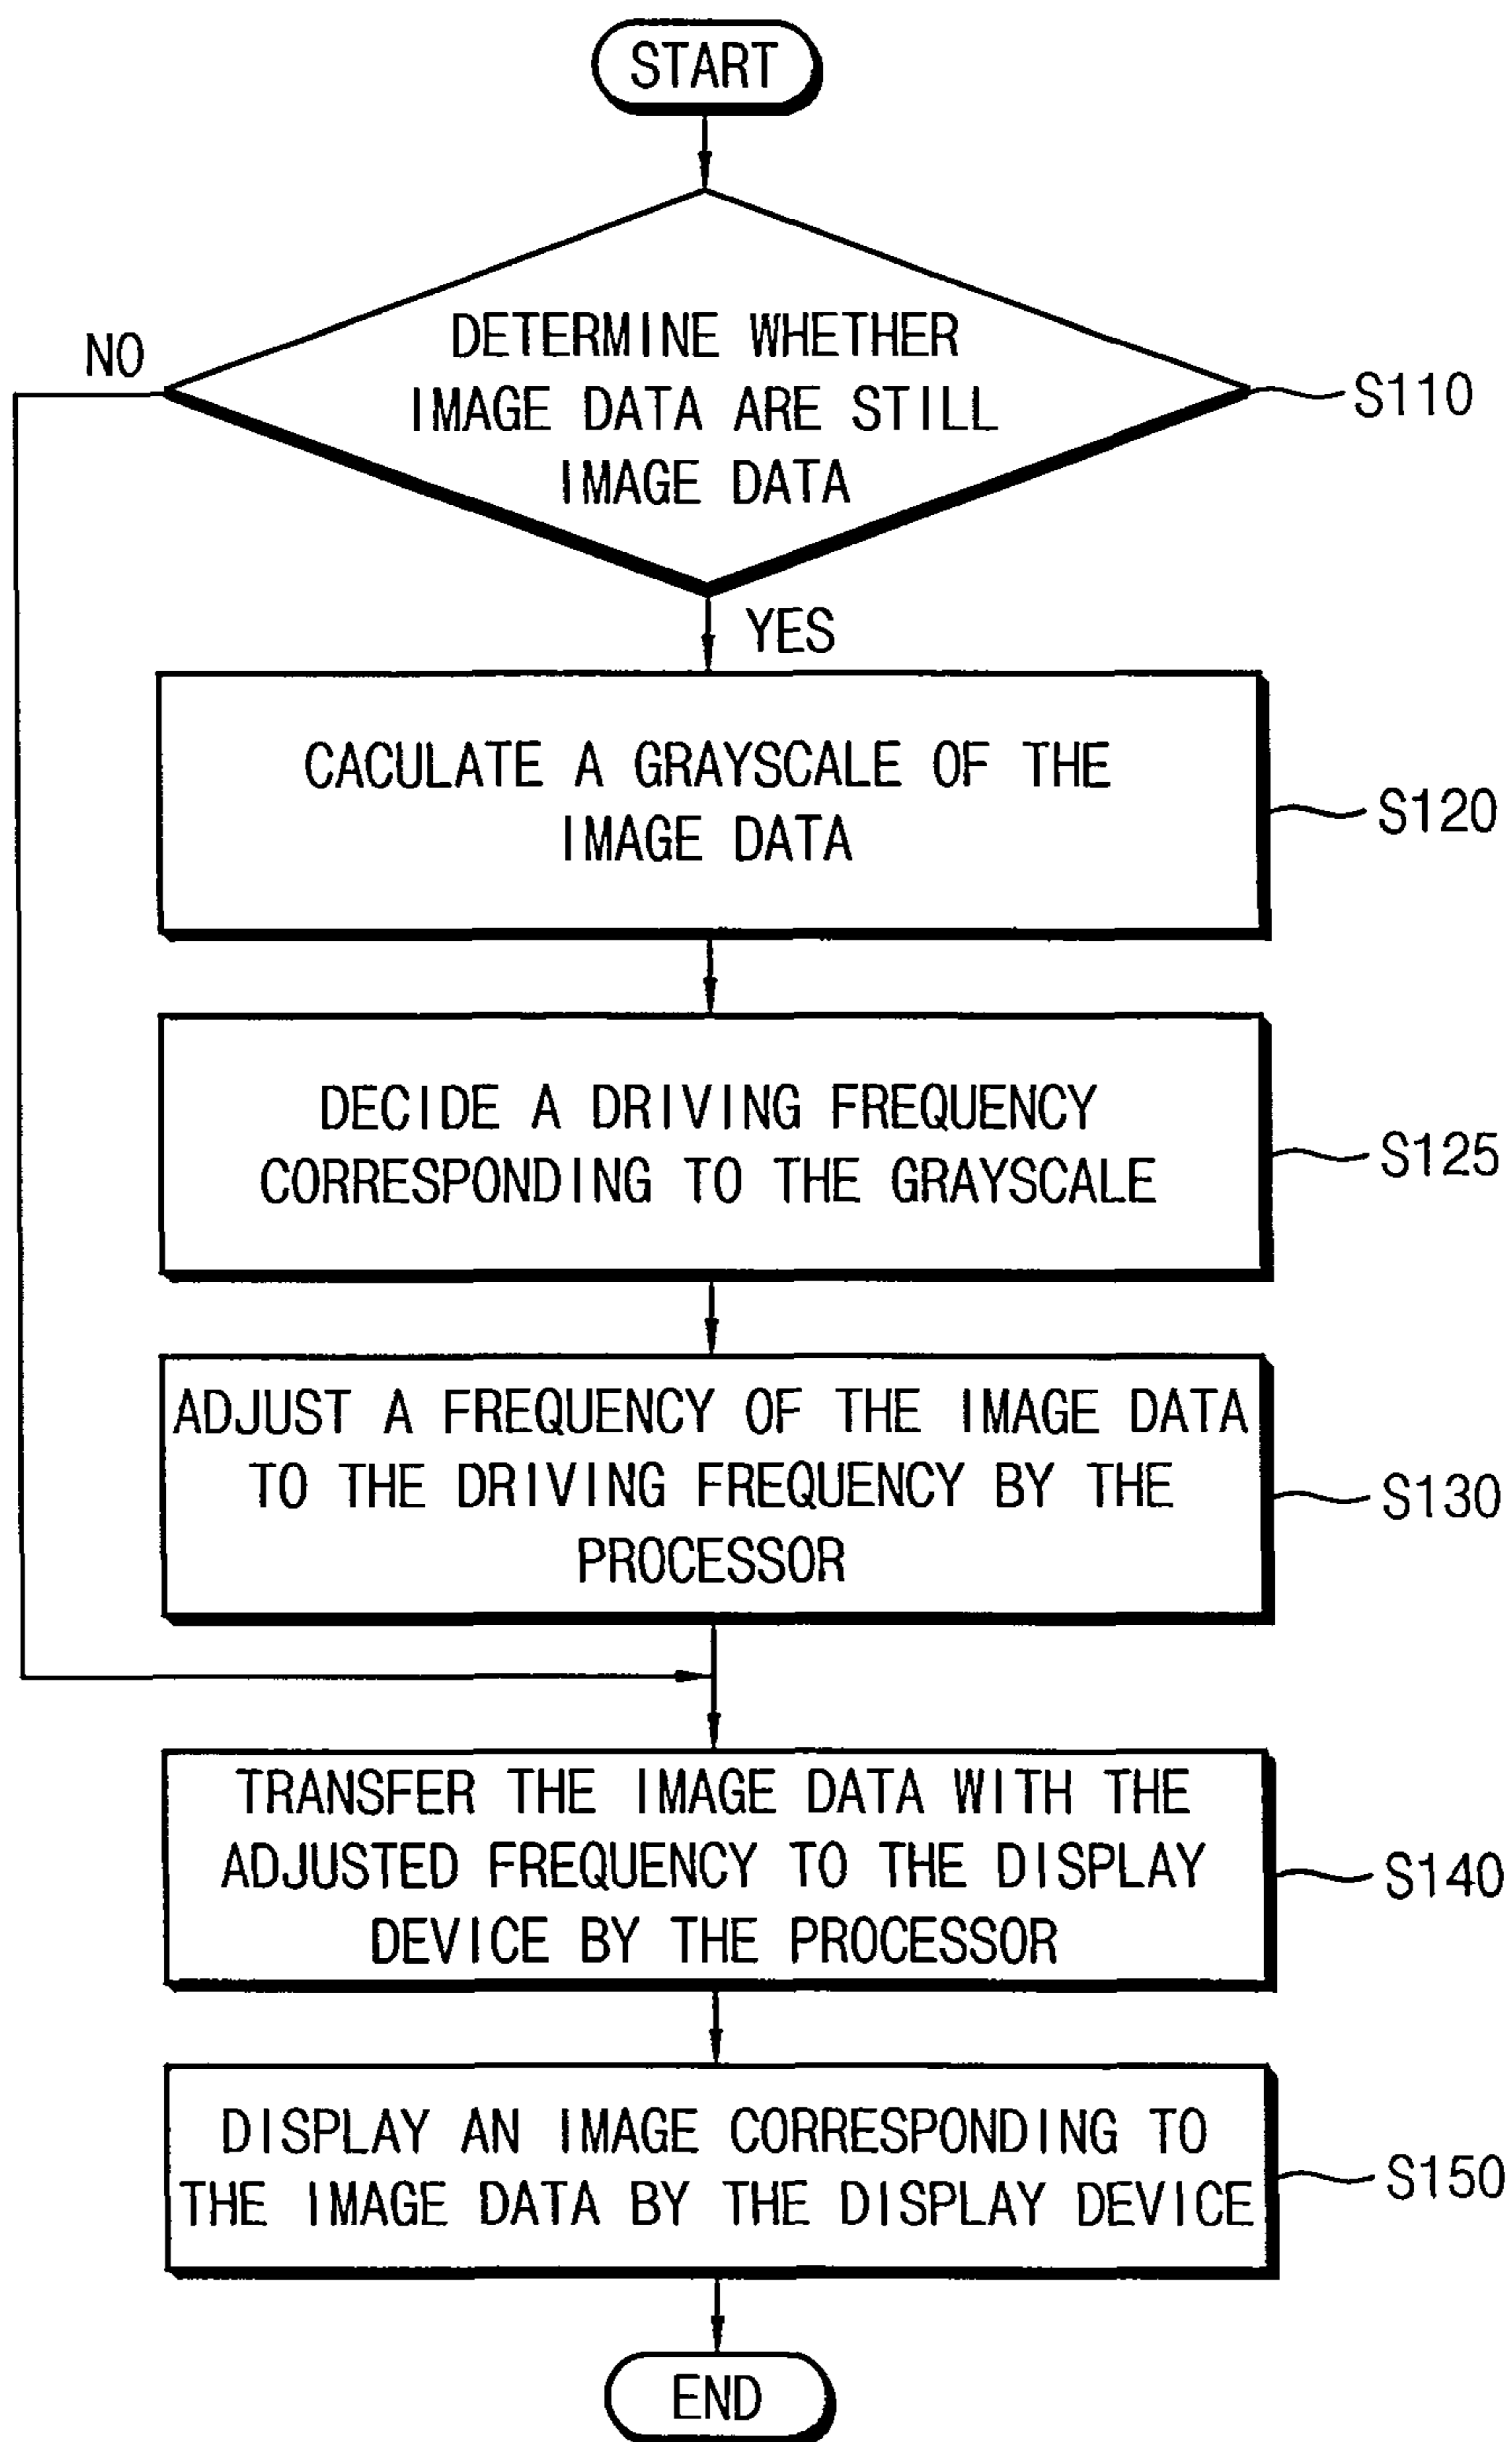 START
NO
DETERMINE WHETHER
IMAGE DATA ARE STILL
IMAGE DATA
S110
YES
CACULATE A GRAYSCALE OF THE
IMAGE DATA
S120
DECIDE A DRIVING FREQUENCY
CORRESPONDING TO THE GRAYSCALE
S125
ADJUST A FREQUENCY OF THE IMAGE DATA
TO THE DRIVING FREQUENCY BY THE
PROCESSOR
S130
TRANSFER THE IMAGE DATA WITH THE
ADJUSTED FREQUENCY TO THE DISPLAY
DEVICE BY THE PROCESSOR
S140
DISPLAY AN IMAGE CORRESPONDING TO
THE IMAGE DATA BY THE DISPLAY DEVICE
S150
END